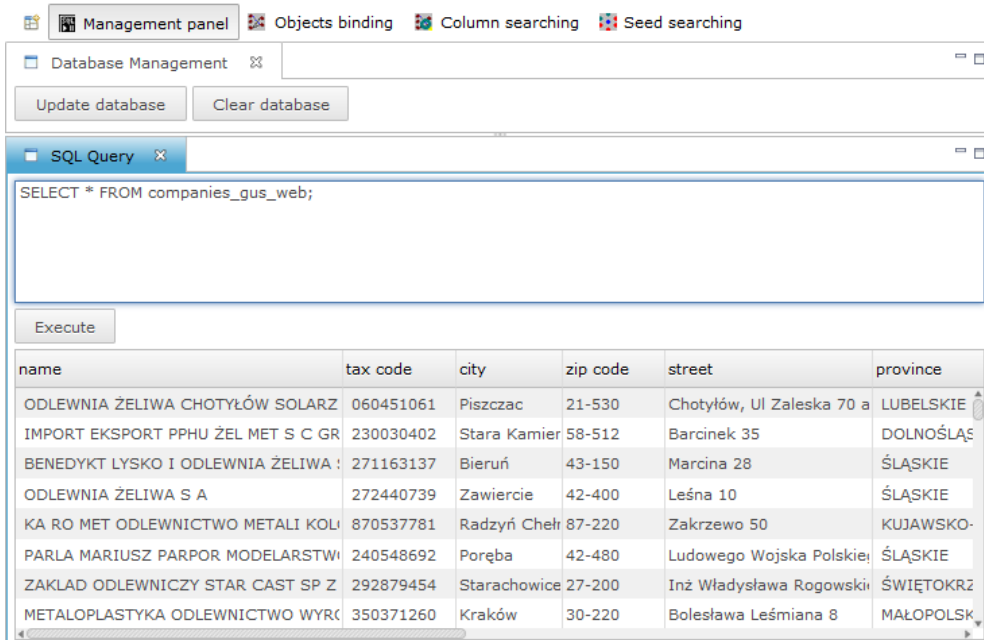 Management panel Objects binding Column searching Seed searching
Database Management
Update database Clear database
SQL Query
SELECT * FROM companies_gus_web;
Execute
name tax code city zip code street province
ODLEWNIA ŻELIWA CHOTYŁÓW SOLARZ 060451061 Piszczac 21-530 Chotyłów, Ul Zaleska 70 a LUBELSKIE
IMPORT EKSPORT PPHU ŻEL MET S C GR 230030402 Stara Kamier 58-512 Barcinek 35 DOLNOŚLĄS
BENEDYKT LYSKO I ODLEWNIA ŻELIWA 271163137 Bieruń 43-150 Marcina 28 ŚLĄSKIE
ODLEWNIA ŻELIWA S A 272440739 Zawiercie 42-400 Leśna 10 ŚLĄSKIE
KA RO MET ODLEWNICTWO METALI KOL 870537781 Radzyń Cheł 87-220 Zakrzewo 50 KUJAWSKO-
PARLA MARIUSZ PARPOR MODELARSTW 240548692 Poręba 42-480 Ludowego Wojska Polskie ŚLĄSKIE
ZAKLAD ODLEWNICZY STAR CAST SP Z 292879454 Starachowice 27-200 Inż Władysława Rogowski ŚWIĘTOKRZ
METALOPLASTYKA ODLEWNICTWO WYR 350371260 Kraków 30-220 Bolesława Leśmiana 8 MAŁOPOLSK